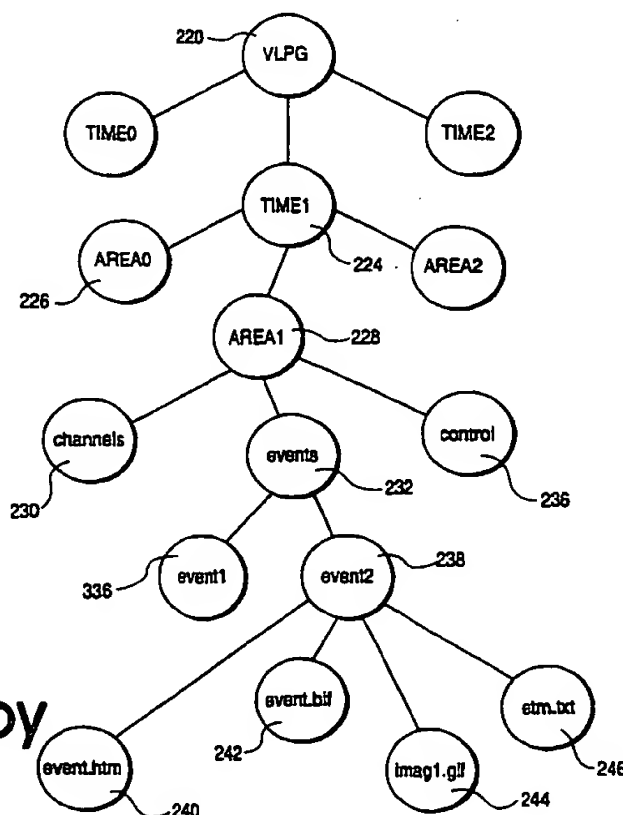 220
VLPG
TIME0
TIME2
TIME1
AREA0
224
AREA2
226
AREA1
228
channels
control
events
230
232
236
336
event1
event2
238
event.bif
etm.txt
242
event.htm
imag1.gif
246
240
244